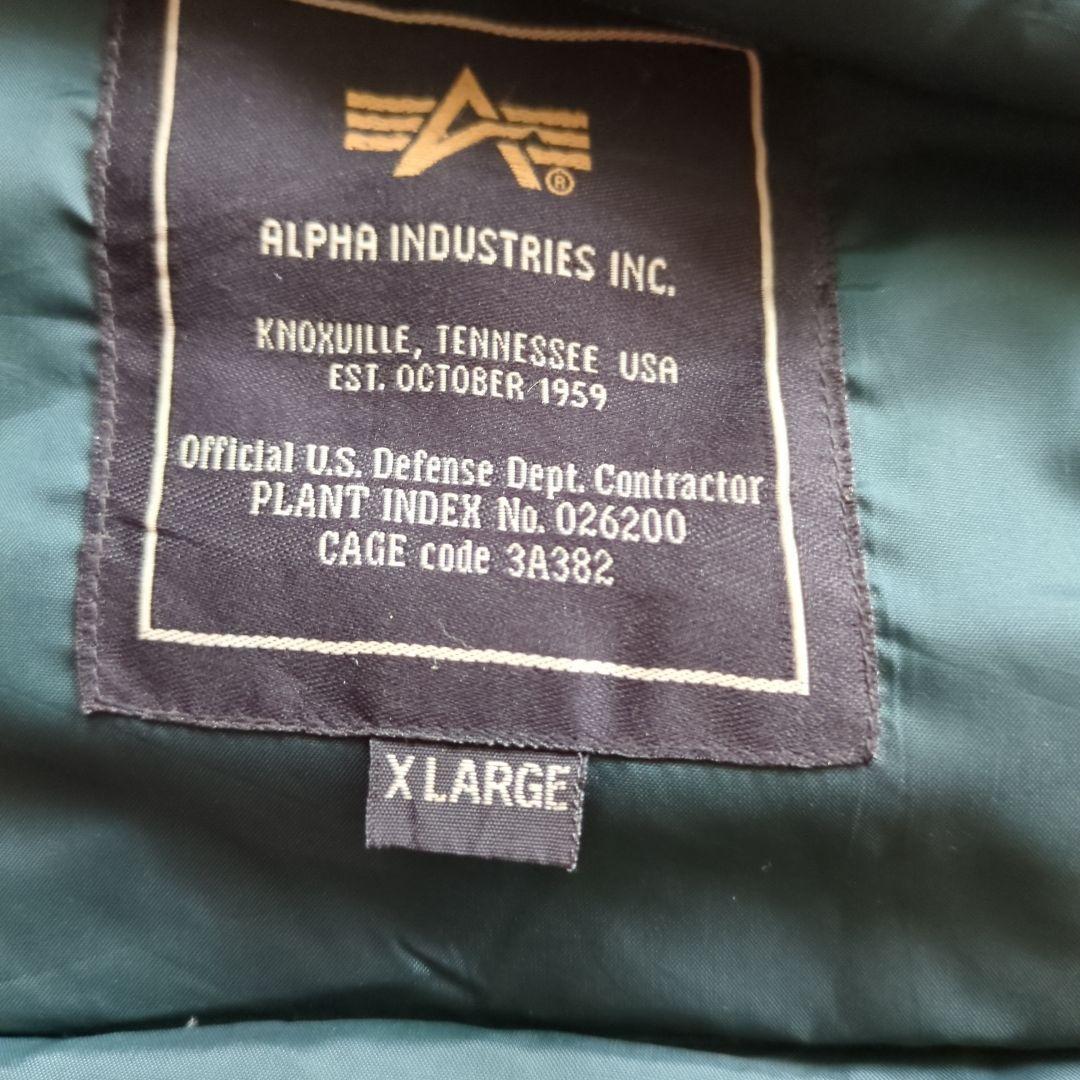 ®
ALPHA INDUSTRIES INC.
KNOXVILLE, TENNESSEE USA
EST. OCTOBER 1959
Official U.S. Defense Dept. Contractor
PLANT INDEX No. 026200
CAGE code 3A382
X LARGE